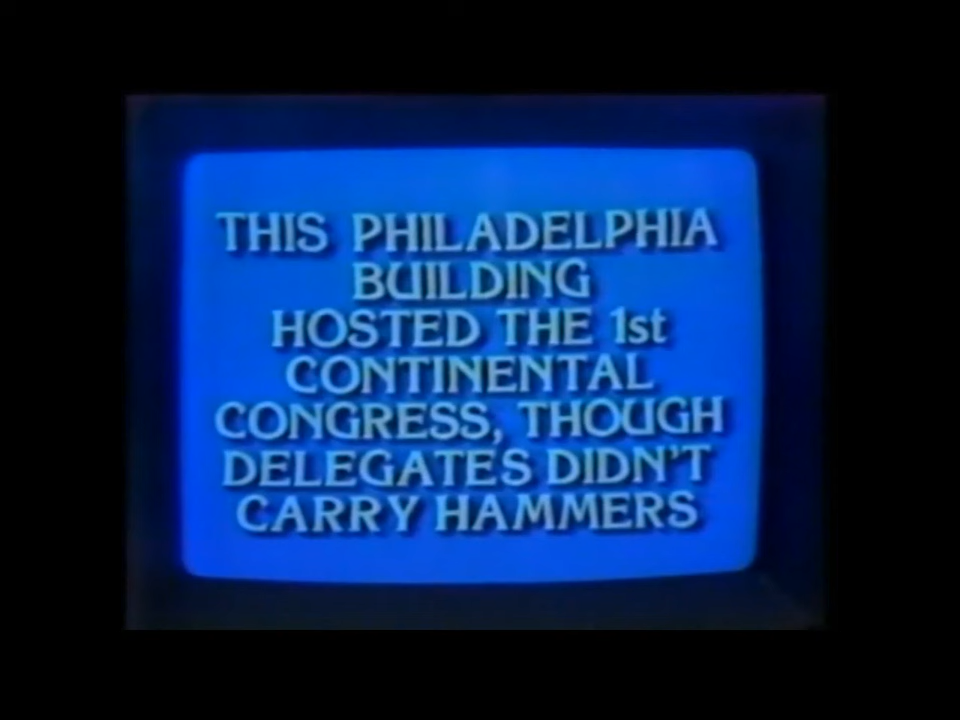 THIS PHILADELPHIA
BUILDING
HOSTED THE 1st
CONTINENTAL
CONGRESS, THOUGH
DELEGATES DIDN'T
CARRY HAMMERS